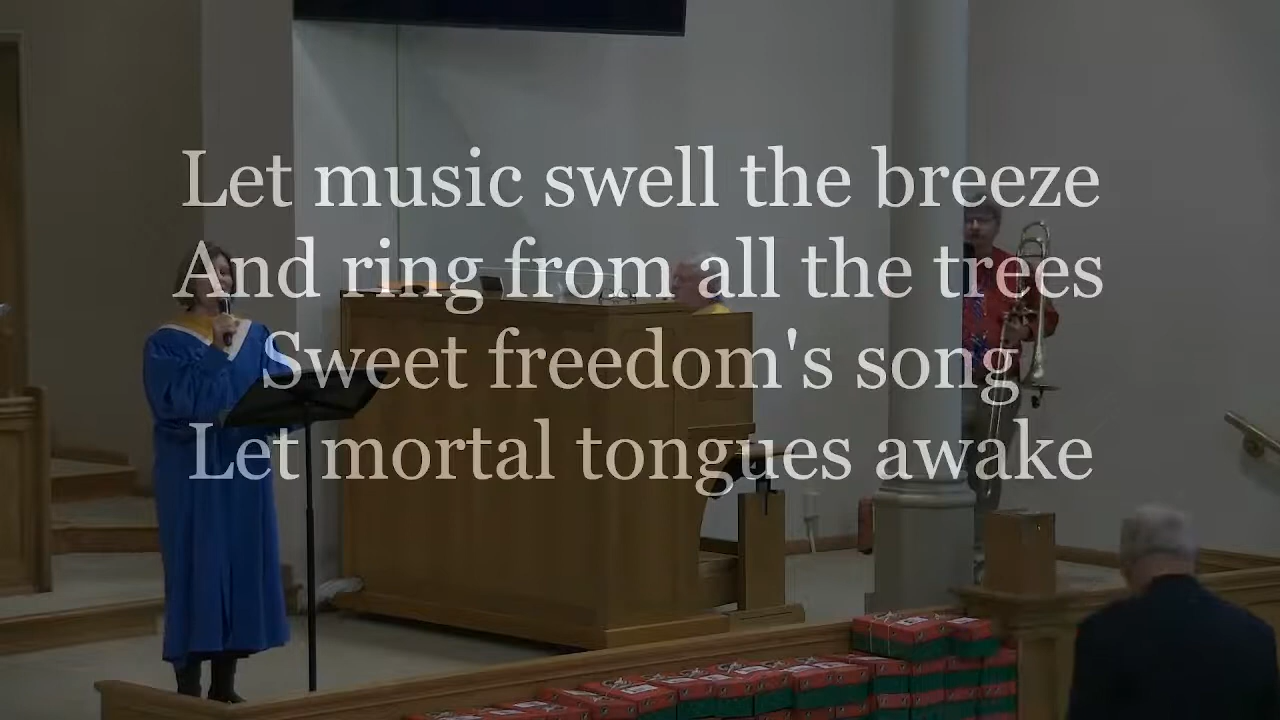 Let music swell the breeze
And ring from all the trees
Sweet freedom's song
Let mortal tongues awake